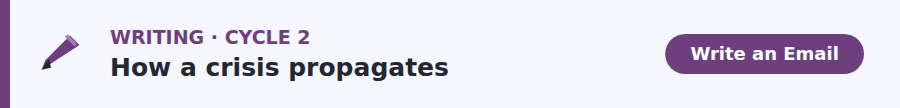 WRITING · CYCLE 2
How a crisis propagates
Write an Email